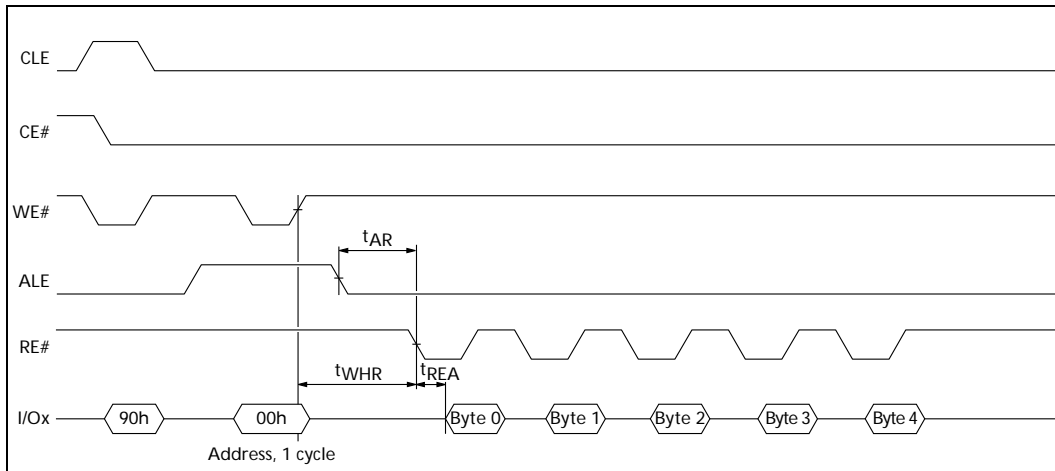 CLE
CE#
WE#
tAR
ALE
RE#
tWHR tREA
I/Ox 90h 00h Byte 0 Byte 1 Byte 2 Byte 3 Byte 4
Address, 1 cycle